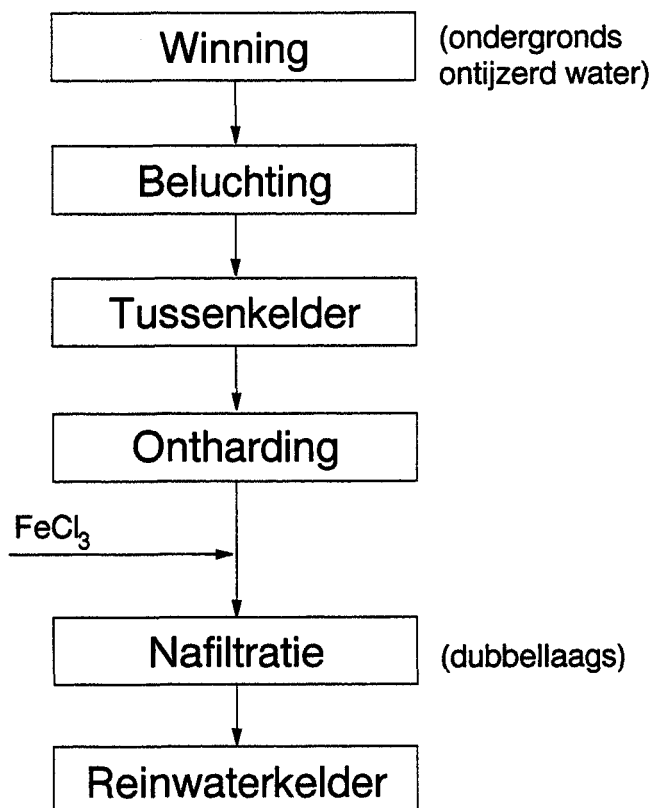 Winning
(ondergronds
ontijzerd water)
Beluchting
Tussenkelder
Ontharding
FeCl₃
Nafiltratie
(dubbellaags)
Reinwaterkelder